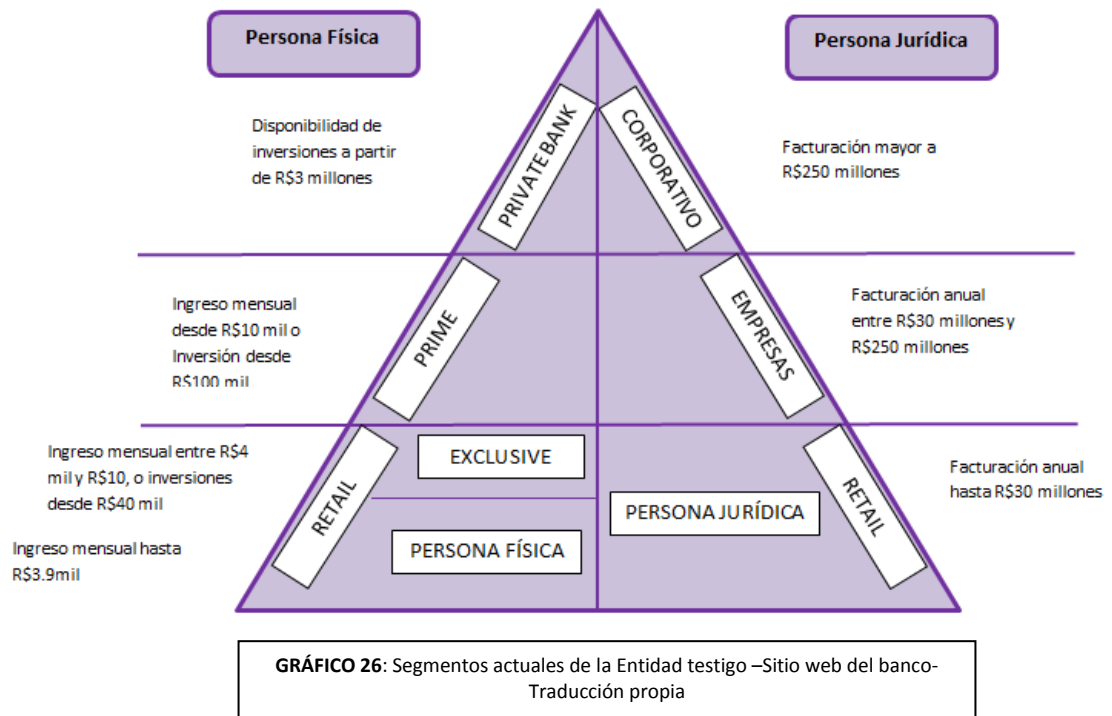 Persona Física
Persona Jurídica
Disponibilidad de
inversiones a partir
de R$3 millones
PRIVATE BANK
CORPORATIVO
Facturación mayor a
R$250 millones
Ingreso mensual
desde R$10 mil o
Inversión desde
R$100 mil
PRIME
EMPRESAS
Facturación anual
entre R$30 millones y
R$250 millones
Ingreso mensual entre R$4
mil y R$10, o inversiones
desde R$40 mil
Ingreso mensual hasta
R$3.9mil
RETAIL
EXCLUSIVE
PERSONA FÍSICA
PERSONA JURÍDICA
RETAIL
Facturación anual
hasta R$30 millones
GRÁFICO 26: Segmentos actuales de la Entidad testigo –Sitio web del banco-
Traducción propia